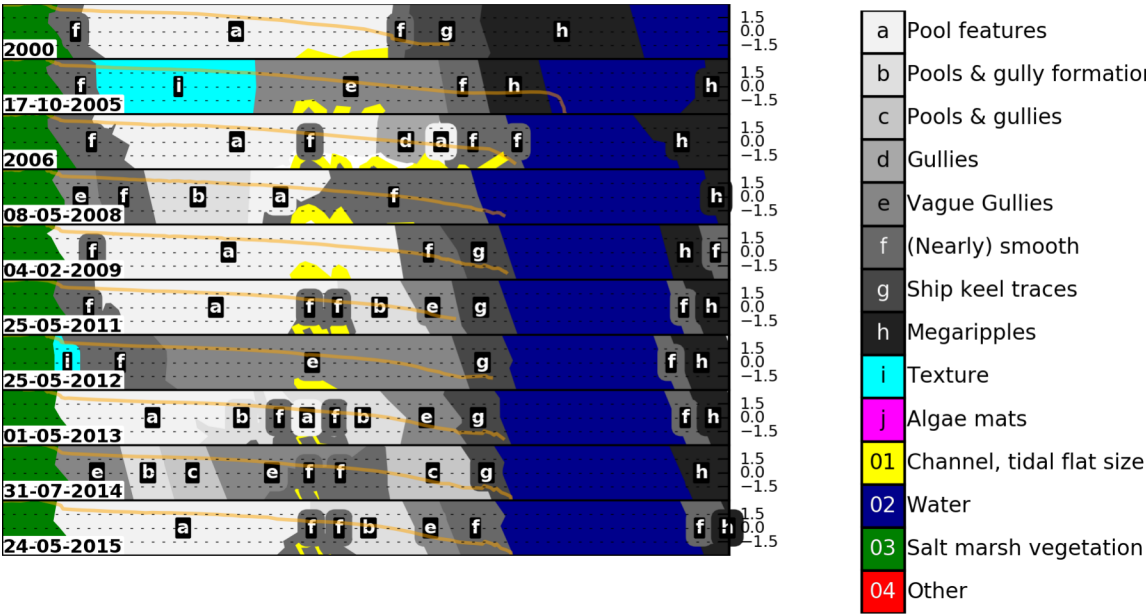 f a f g h 1.5
0.0
2000 −1.5
f i e f h h 1.5
0.0
17-10-2005 −1.5
f a f d a f f h 1.5
0.0
2006 −1.5
e f b a f h 1.5
0.0
08-05-2008 −1.5
f a f g h f 1.5
0.0
04-02-2009 −1.5
f a f f b e g f h 1.5
0.0
25-05-2011 −1.5
i f e g f h 1.5
0.0
25-05-2012 −1.5
a b f a f b e g f h 1.5
0.0
01-05-2013 −1.5
e b c e f f c g h 1.5
0.0
31-07-2014 −1.5
a f f b e f f h 1.5
0.0
24-05-2015 −1.5
a Pool features
b Pools & gully formation
c Pools & gullies
d Gullies
e Vague Gullies
f (Nearly) smooth
g Ship keel traces
h Megaripples
i Texture
j Algae mats
01 Channel, tidal flat size
02 Water
03 Salt marsh vegetation
04 Other